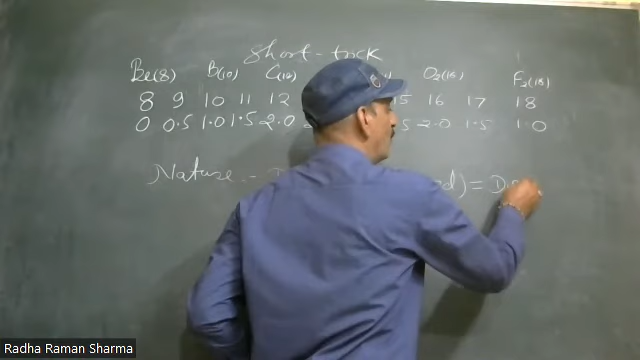 Short-trick
Be(8) B(10) C(12) O₂(16) F₂(18)
8 9 10 11 12 15 16 17 18
0 0.5 1.0 1.5 2.0 2.0 1.5 1.0
Nature:-
Radha Raman Sharma